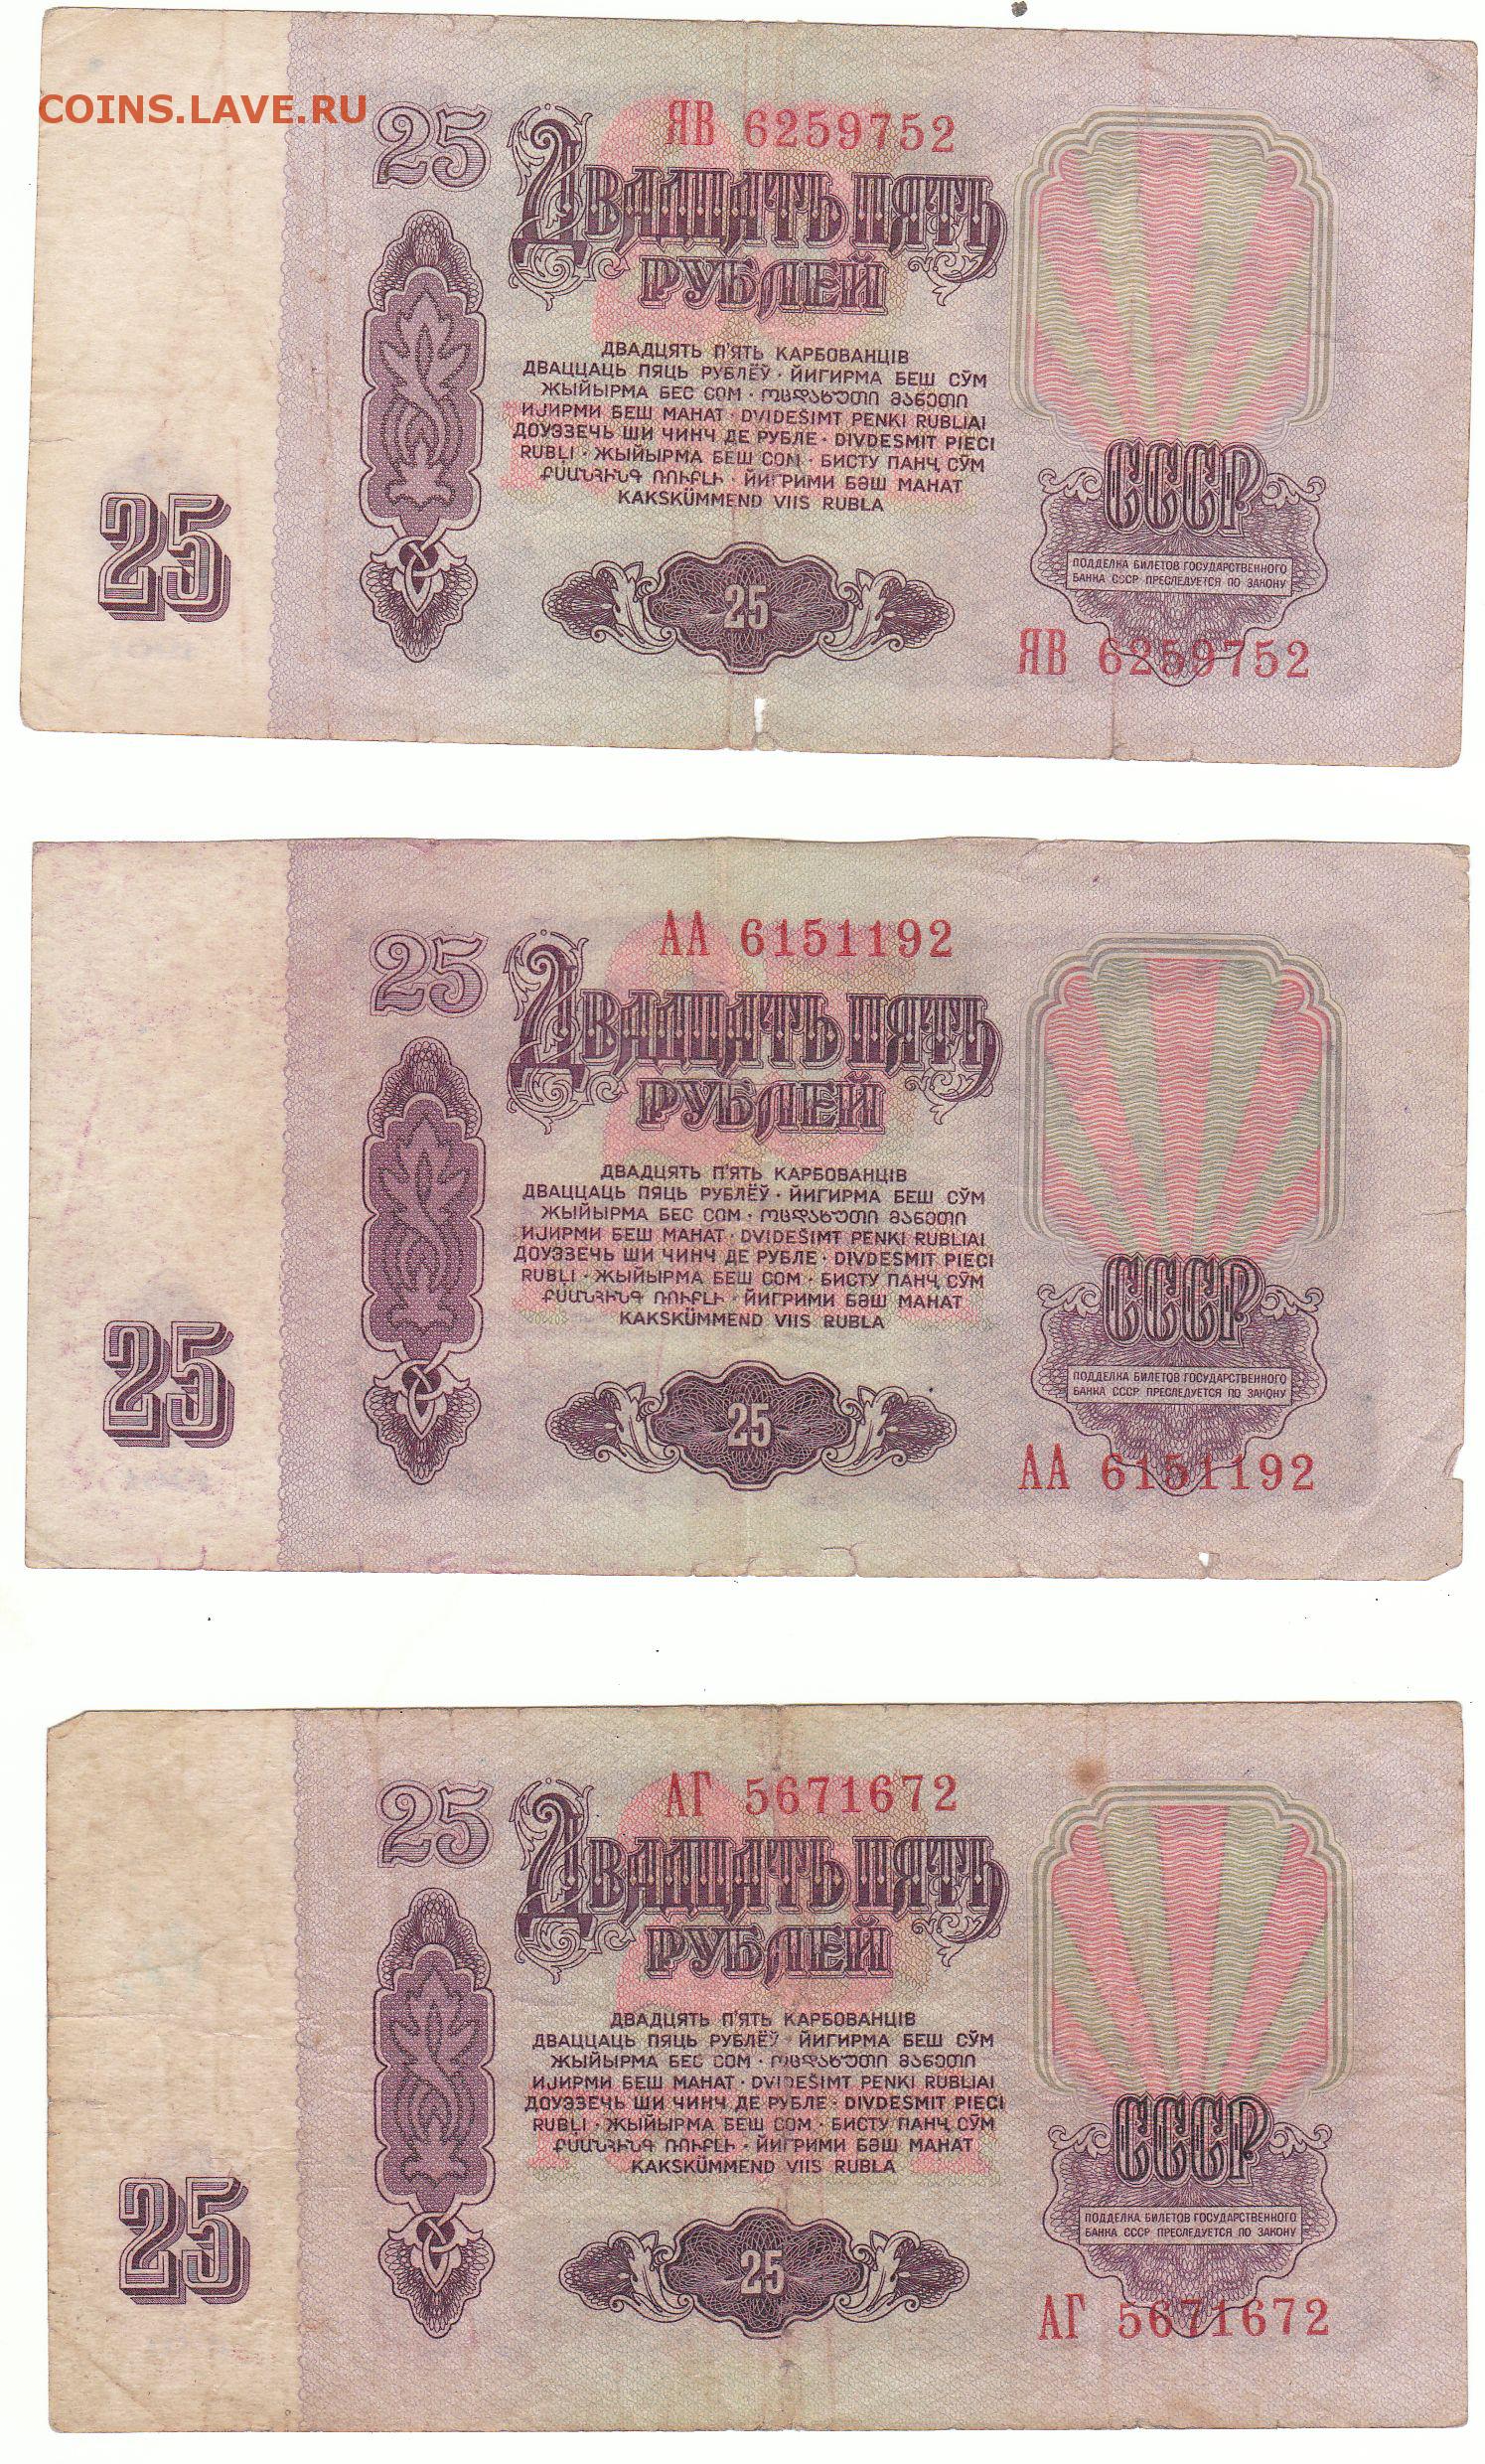 COINS.LAVE.RU
25
ЯВ 6259752
ДВАДЦАТЬ ПЯТЬ
РУБЛЕЙ
ДВАДЦЯТЬ П'ЯТЬ КАРБОВАНЦІВ
ДВАЦЦАЦЬ ПЯЦЬ РУБЛЁЎ · ЙИГИРМА БЕШ СЎМ
ЖЫЙЫРМА БЕС СОМ · ოცდახუთი მანეთი
ИЈИРМИ БЕШ МАНАТ · DVIDEŠIMT PENKI RUBLIAI
ДОУЭЗЕЧЬ ШИ ЧИНЧ ДЕ РУБЛЕ · DIVDESMIT PIECI
RUBĻI · ЖЫЙЫРМА БЕШ СОМ · БИСТУ ПАНҶ СӮМ
ՔՍԱՆՀԻՆԳ ՌՈՒԲԼԻ · ЙИГРИМИ БӘШ МАНАТ
KAKSKÜMMEND VIIS RUBLA
СССР
ПОДДЕЛКА БИЛЕТОВ ГОСУДАРСТВЕННОГО
БАНКА СССР ПРЕСЛЕДУЕТСЯ ПО ЗАКОНУ
25
25
ЯВ 6259752
АА 6151192
25
ДВАДЦАТЬ ПЯТЬ
РУБЛЕЙ
ДВАДЦЯТЬ П'ЯТЬ КАРБОВАНЦІВ
ДВАЦЦАЦЬ ПЯЦЬ РУБЛЁЎ · ЙИГИРМА БЕШ СЎМ
ЖЫЙЫРМА БЕС СОМ · ოცდახუთი მანეთი
ИЈИРМИ БЕШ МАНАТ · DVIDEŠIMT PENKI RUBLIAI
ДОУЭЗЕЧЬ ШИ ЧИНЧ ДЕ РУБЛЕ · DIVDESMIT PIECI
RUBĻI · ЖЫЙЫРМА БЕШ СОМ · БИСТУ ПАНҶ СӮМ
ՔՍԱՆՀԻՆԳ ՌՈՒԲԼԻ · ЙИГРИМИ БӘШ МАНАТ
KAKSKÜMMEND VIIS RUBLA
СССР
ПОДДЕЛКА БИЛЕТОВ ГОСУДАРСТВЕННОГО
БАНКА СССР ПРЕСЛЕДУЕТСЯ ПО ЗАКОНУ
25
25
АА 6151192
АГ 5671672
25
ДВАДЦАТЬ ПЯТЬ
РУБЛЕЙ
ДВАДЦЯТЬ П'ЯТЬ КАРБОВАНЦІВ
ДВАЦЦАЦЬ ПЯЦЬ РУБЛЁЎ · ЙИГИРМА БЕШ СЎМ
ЖЫЙЫРМА БЕС СОМ · ოცდახუთი მანეთი
ИЈИРМИ БЕШ МАНАТ · DVIDEŠIMT PENKI RUBLIAI
ДОУЭЗЕЧЬ ШИ ЧИНЧ ДЕ РУБЛЕ · DIVDESMIT PIECI
RUBĻI · ЖЫЙЫРМА БЕШ СОМ · БИСТУ ПАНҶ СӮМ
ՔՍԱՆՀԻՆԳ ՌՈՒԲԼԻ · ЙИГРИМИ БӘШ МАНАТ
KAKSKÜMMEND VIIS RUBLA
СССР
ПОДДЕЛКА БИЛЕТОВ ГОСУДАРСТВЕННОГО
БАНКА СССР ПРЕСЛЕДУЕТСЯ ПО ЗАКОНУ
25
25
АГ 5671672